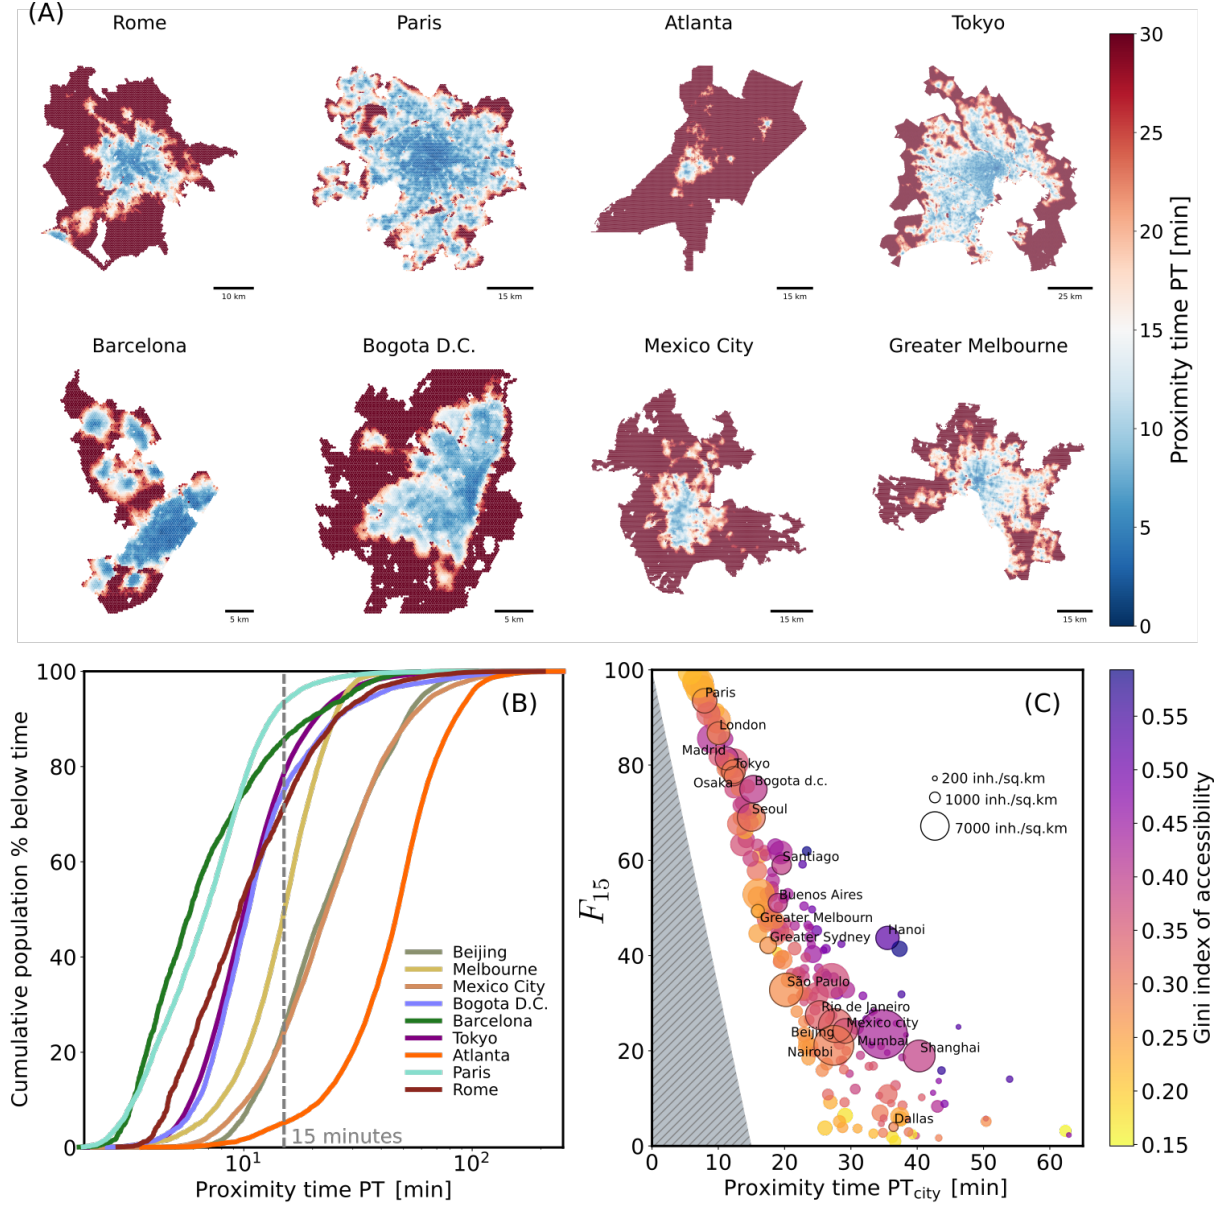 (A)
Rome
Paris
Atlanta
Tokyo
10 km
15 km
15 km
25 km
Barcelona
Bogota D.C.
Mexico City
Greater Melbourne
5 km
5 km
15 km
15 km
30
25
20
15
10
5
0
Proximity time PT [min]
(B)
100
80
60
40
20
0
Cumulative population % below time
Beijing
Melbourne
Mexico City
Bogota D.C.
Barcelona
Tokyo
Atlanta
Paris
Rome
15 minutes
10¹
10²
Proximity time PT [min]
(C)
100
80
60
40
20
0
F₁₅
Paris
London
Madrid
Tokyo
Osaka
Bogota d.c.
Seoul
Santiago
Buenos Aires
Greater Melbourn
Greater Sydney
Hanoi
São Paulo
Rio de Janeiro
Beijing
Mexico city
Mumbai
Nairobi
Shanghai
Dallas
200 inh./sq.km
1000 inh./sq.km
7000 inh./sq.km
0
10
20
30
40
50
60
Proximity time PT_city [min]
0.55
0.50
0.45
0.40
0.35
0.30
0.25
0.20
0.15
Gini index of accessibility